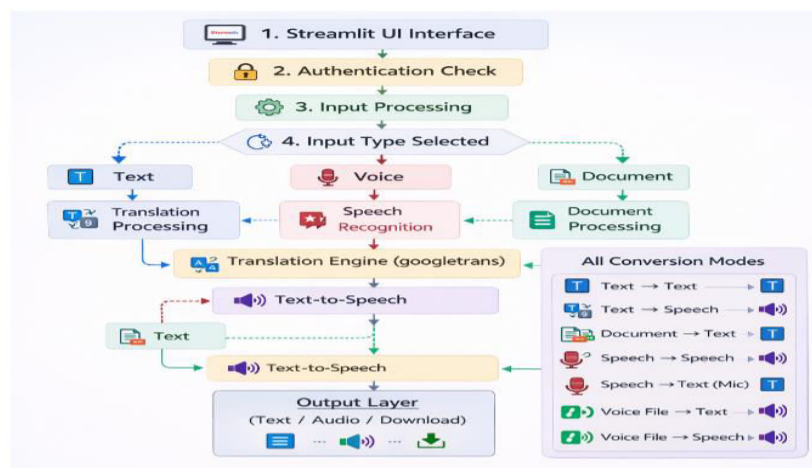 1. Streamlit UI Interface
2. Authentication Check
3. Input Processing
4. Input Type Selected
Text
Voice
Document
Translation
Processing
Speech
Recognition
Document
Processing
Translation Engine (googletrans)
Text-to-Speech
Text
Text-to-Speech
Output Layer
(Text / Audio / Download)
All Conversion Modes
Text → Text
Text → Speech
Document → Text
Speech → Speech
Speech → Text (Mic)
Voice File → Text
Voice File → Speech